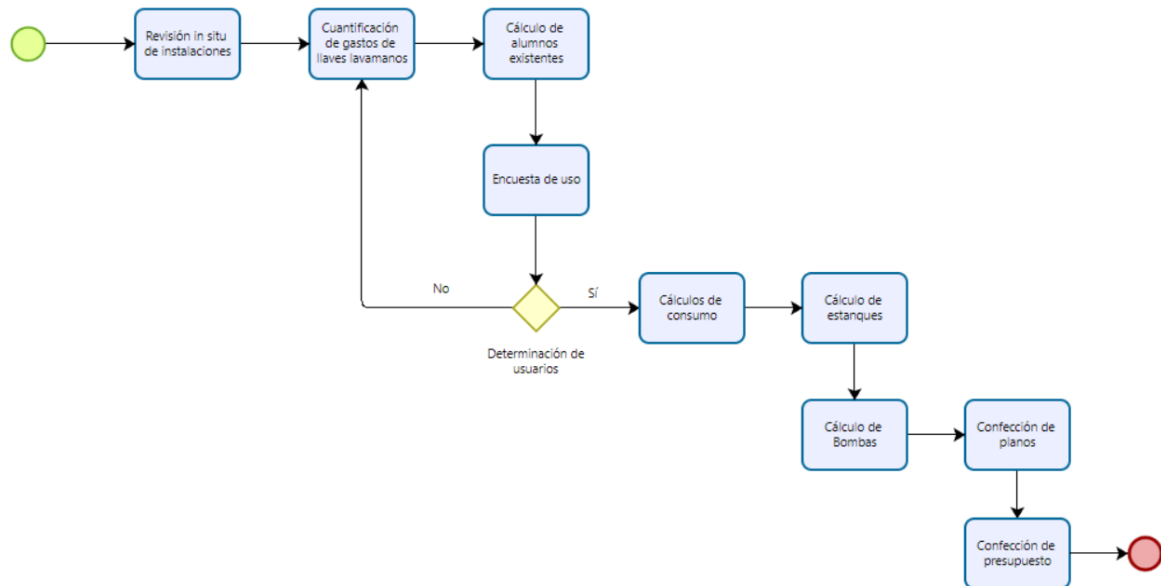 Revisión in situ
de instalaciones
Cuantificación
de gastos de
llaves lavamanos
Cálculo de
alumnos
existentes
Encuesta de uso
No
Sí
Determinación de
usuarios
Cálculos de
consumo
Cálculo de
estanques
Cálculo de
Bombas
Confección de
planos
Confección de
presupuesto